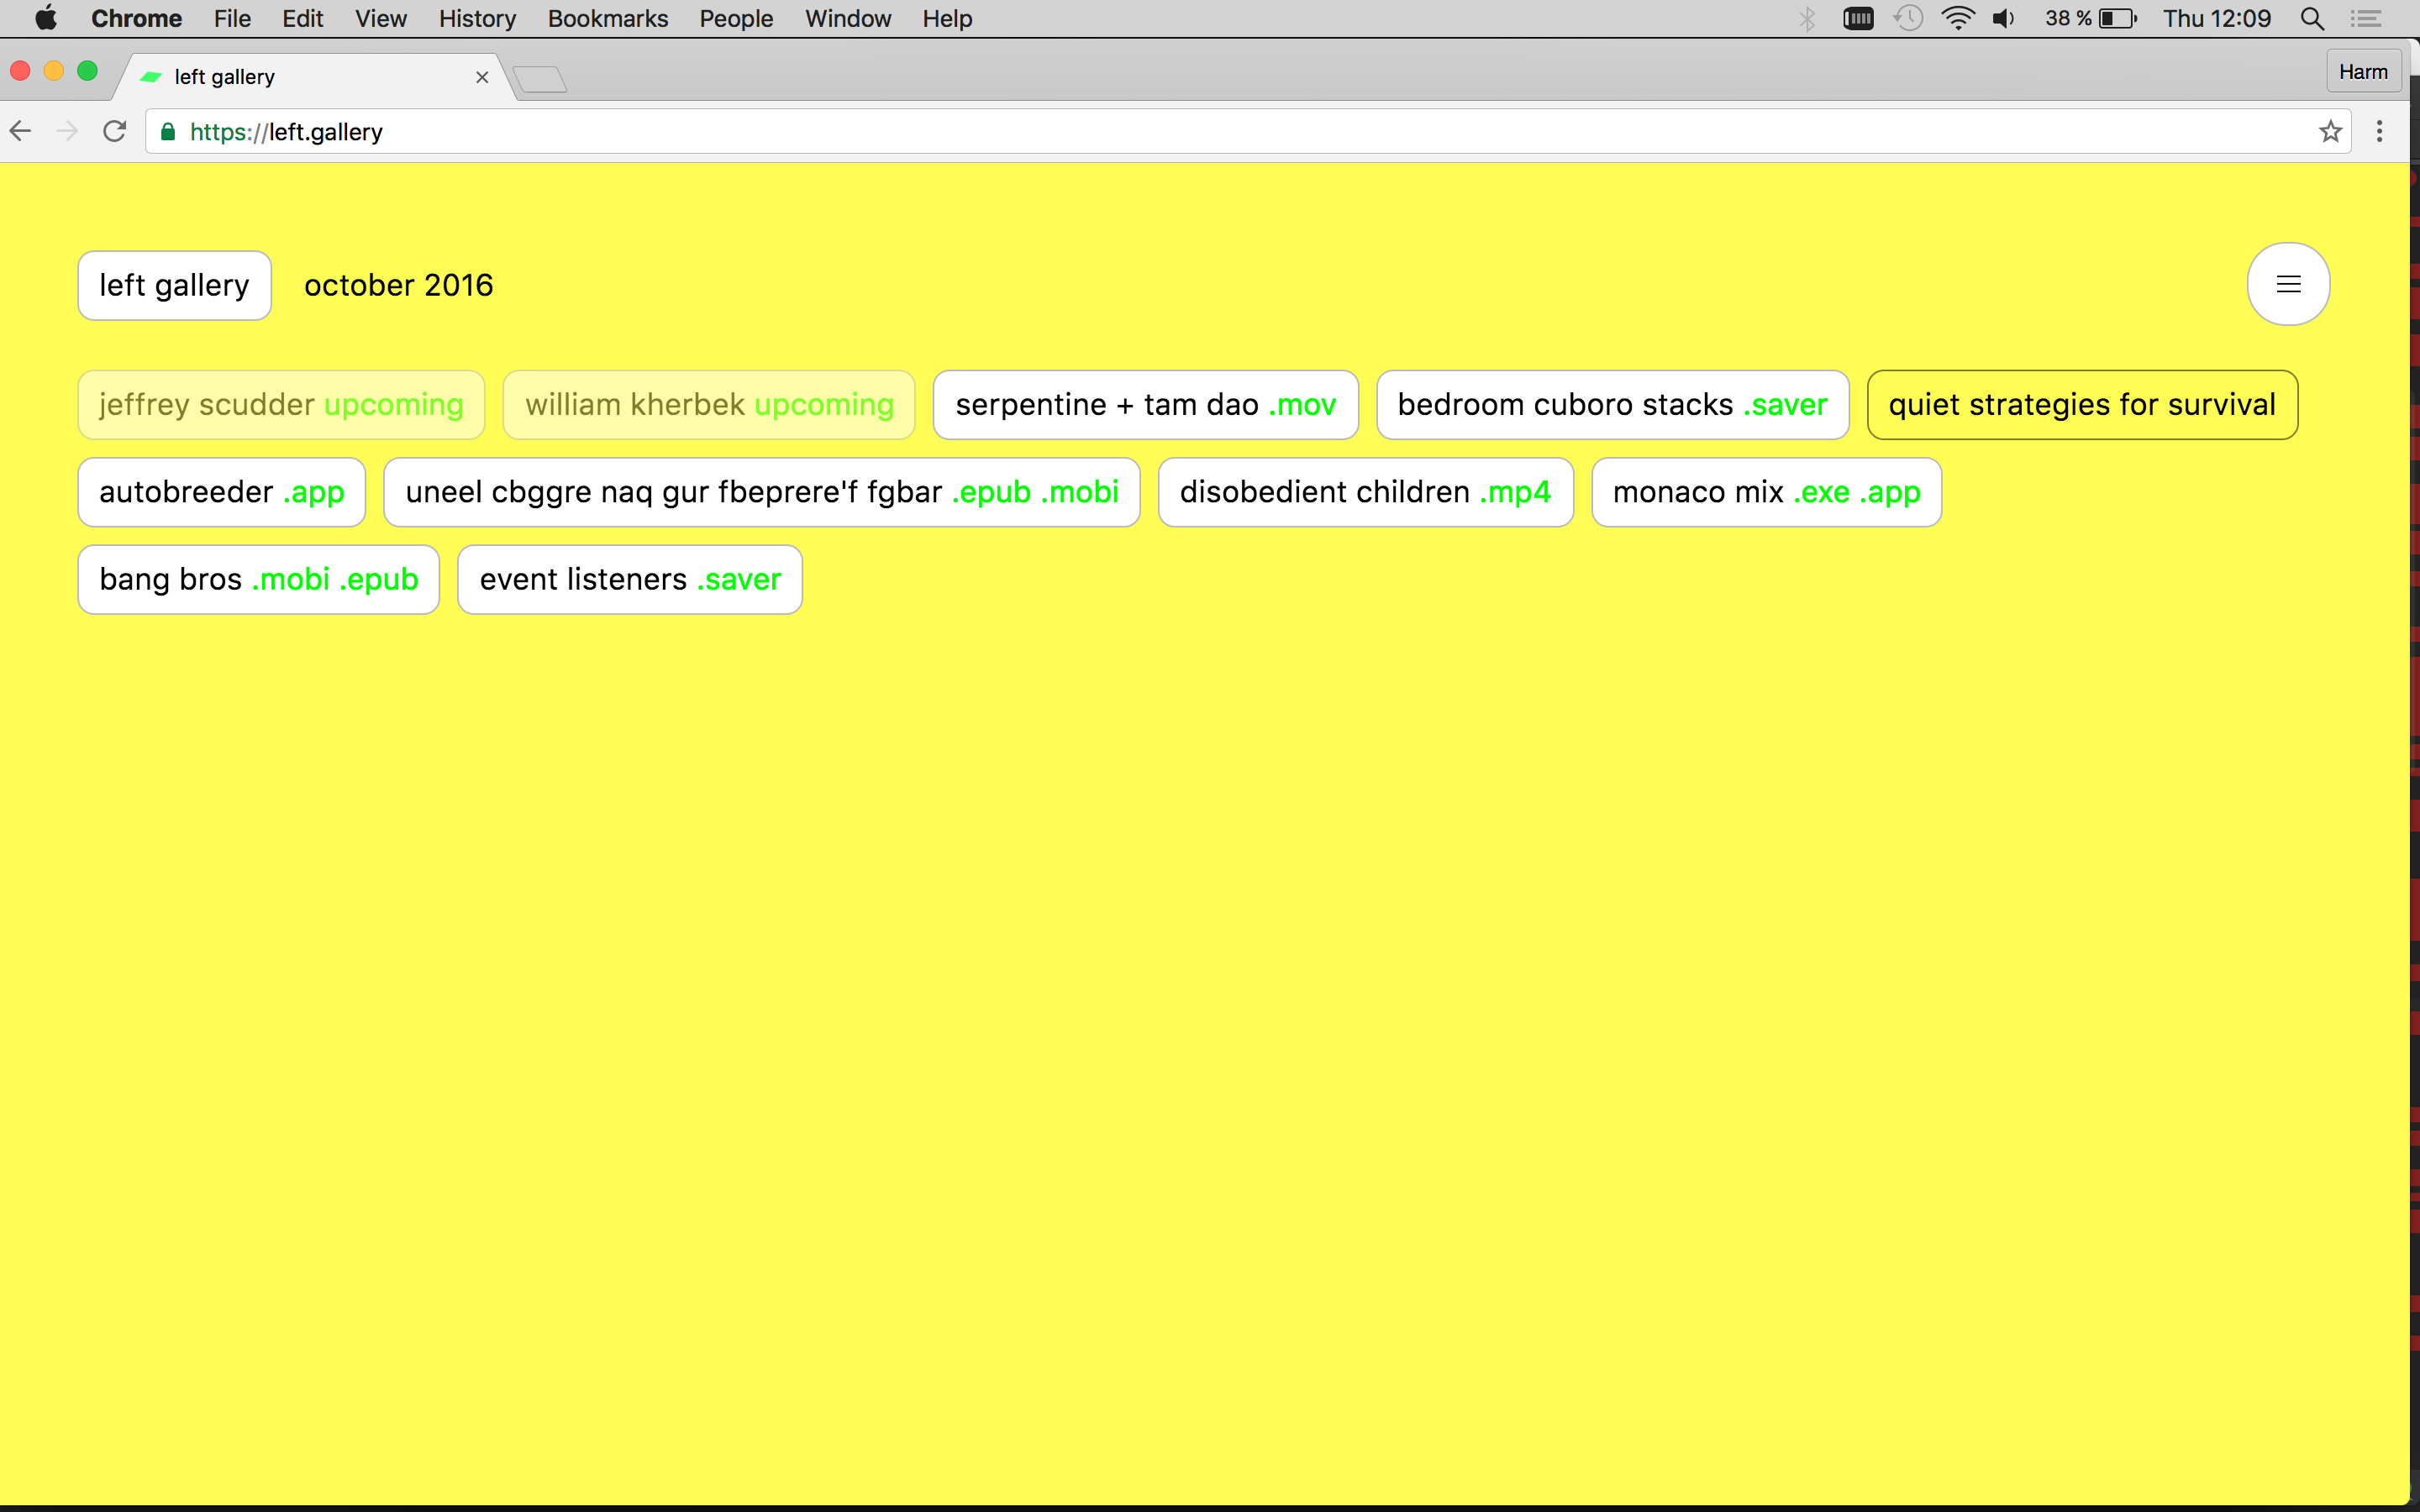 Chrome File Edit View History Bookmarks People Window Help 38 % Thu 12:09
left gallery Harm
https://left.gallery
left gallery october 2016
jeffrey scudder upcoming william kherbek upcoming serpentine + tam dao .mov bedroom cuboro stacks .saver quiet strategies for survival
autobreeder .app uneel cbggre naq gur fbeprere'f fgbar .epub .mobi disobedient children .mp4 monaco mix .exe .app
bang bros .mobi .epub event listeners .saver